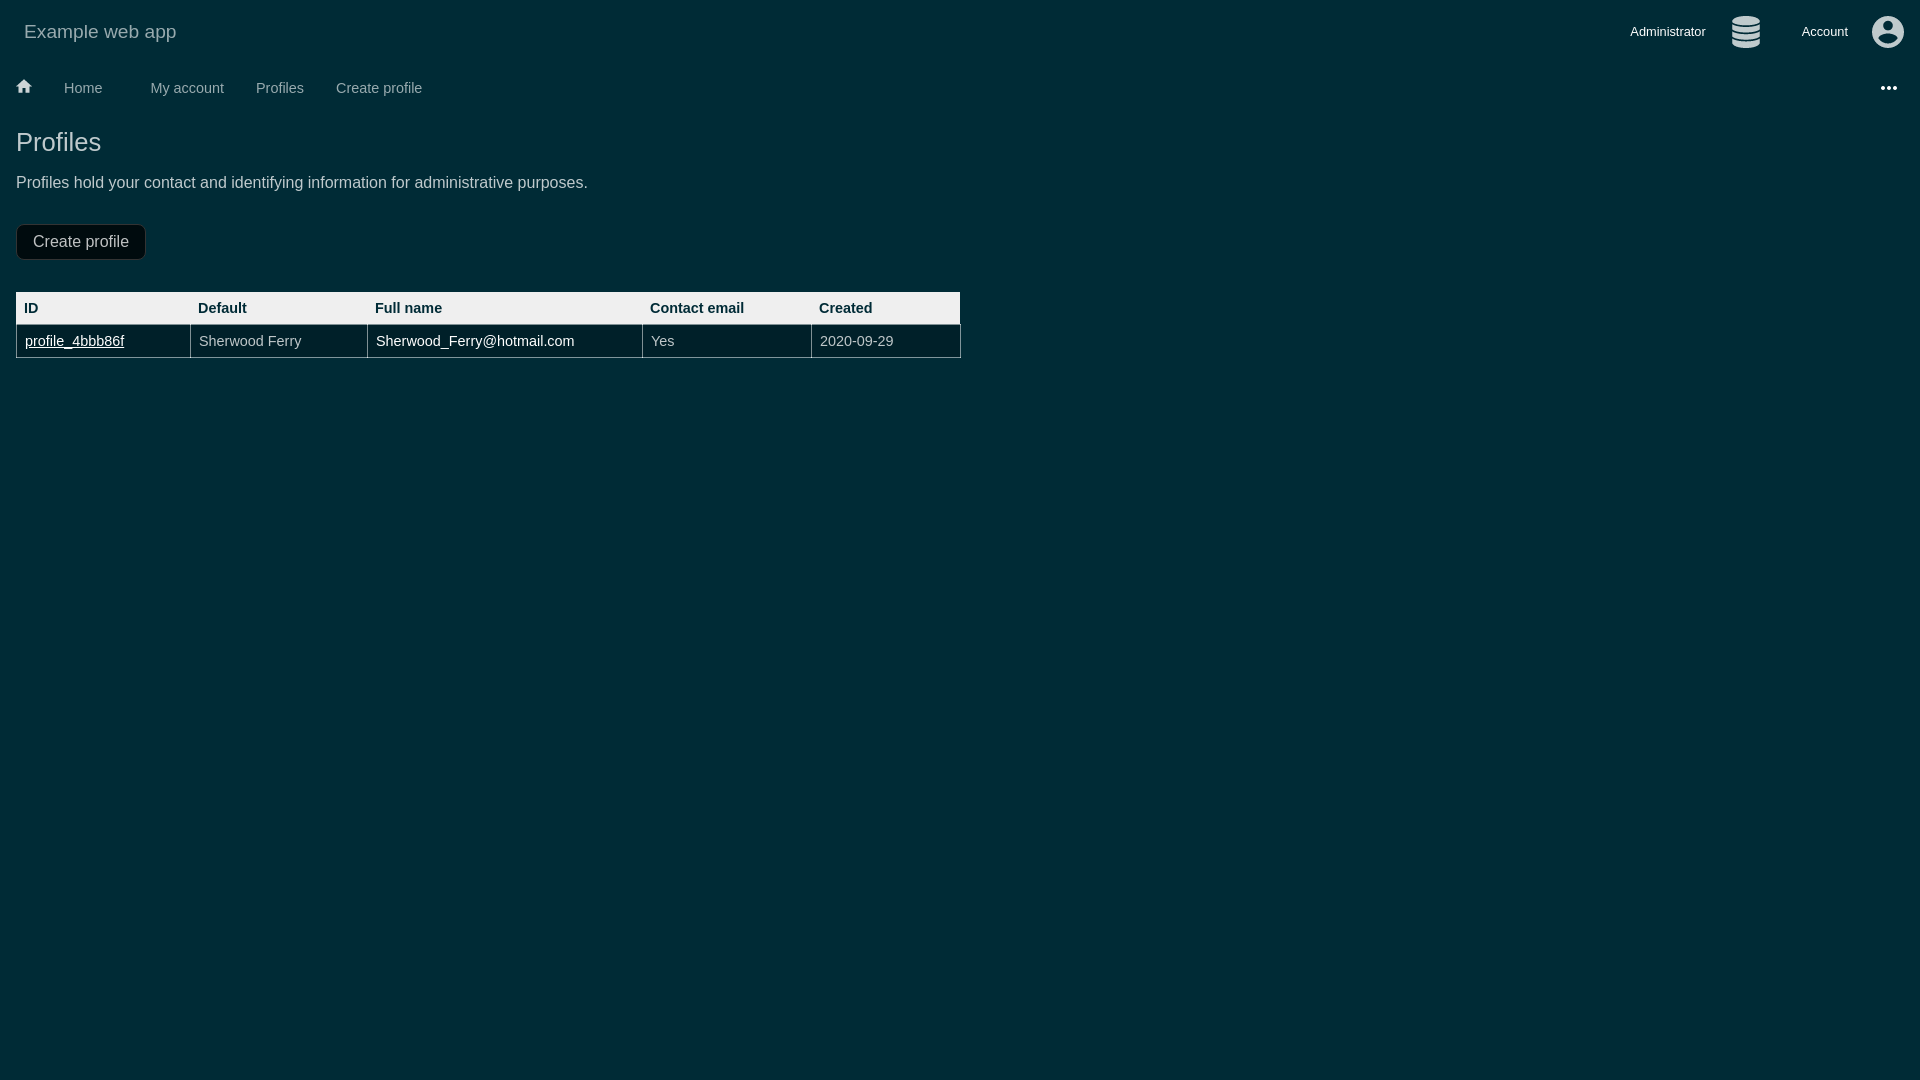 Example web app
Administrator
Account
Home
My account
Profiles
Create profile
Profiles
Profiles hold your contact and identifying information for administrative purposes.
Create profile
ID Default Full name Contact email Created
profile_4bbb86f Sherwood Ferry Sherwood_Ferry@hotmail.com Yes 2020-09-29